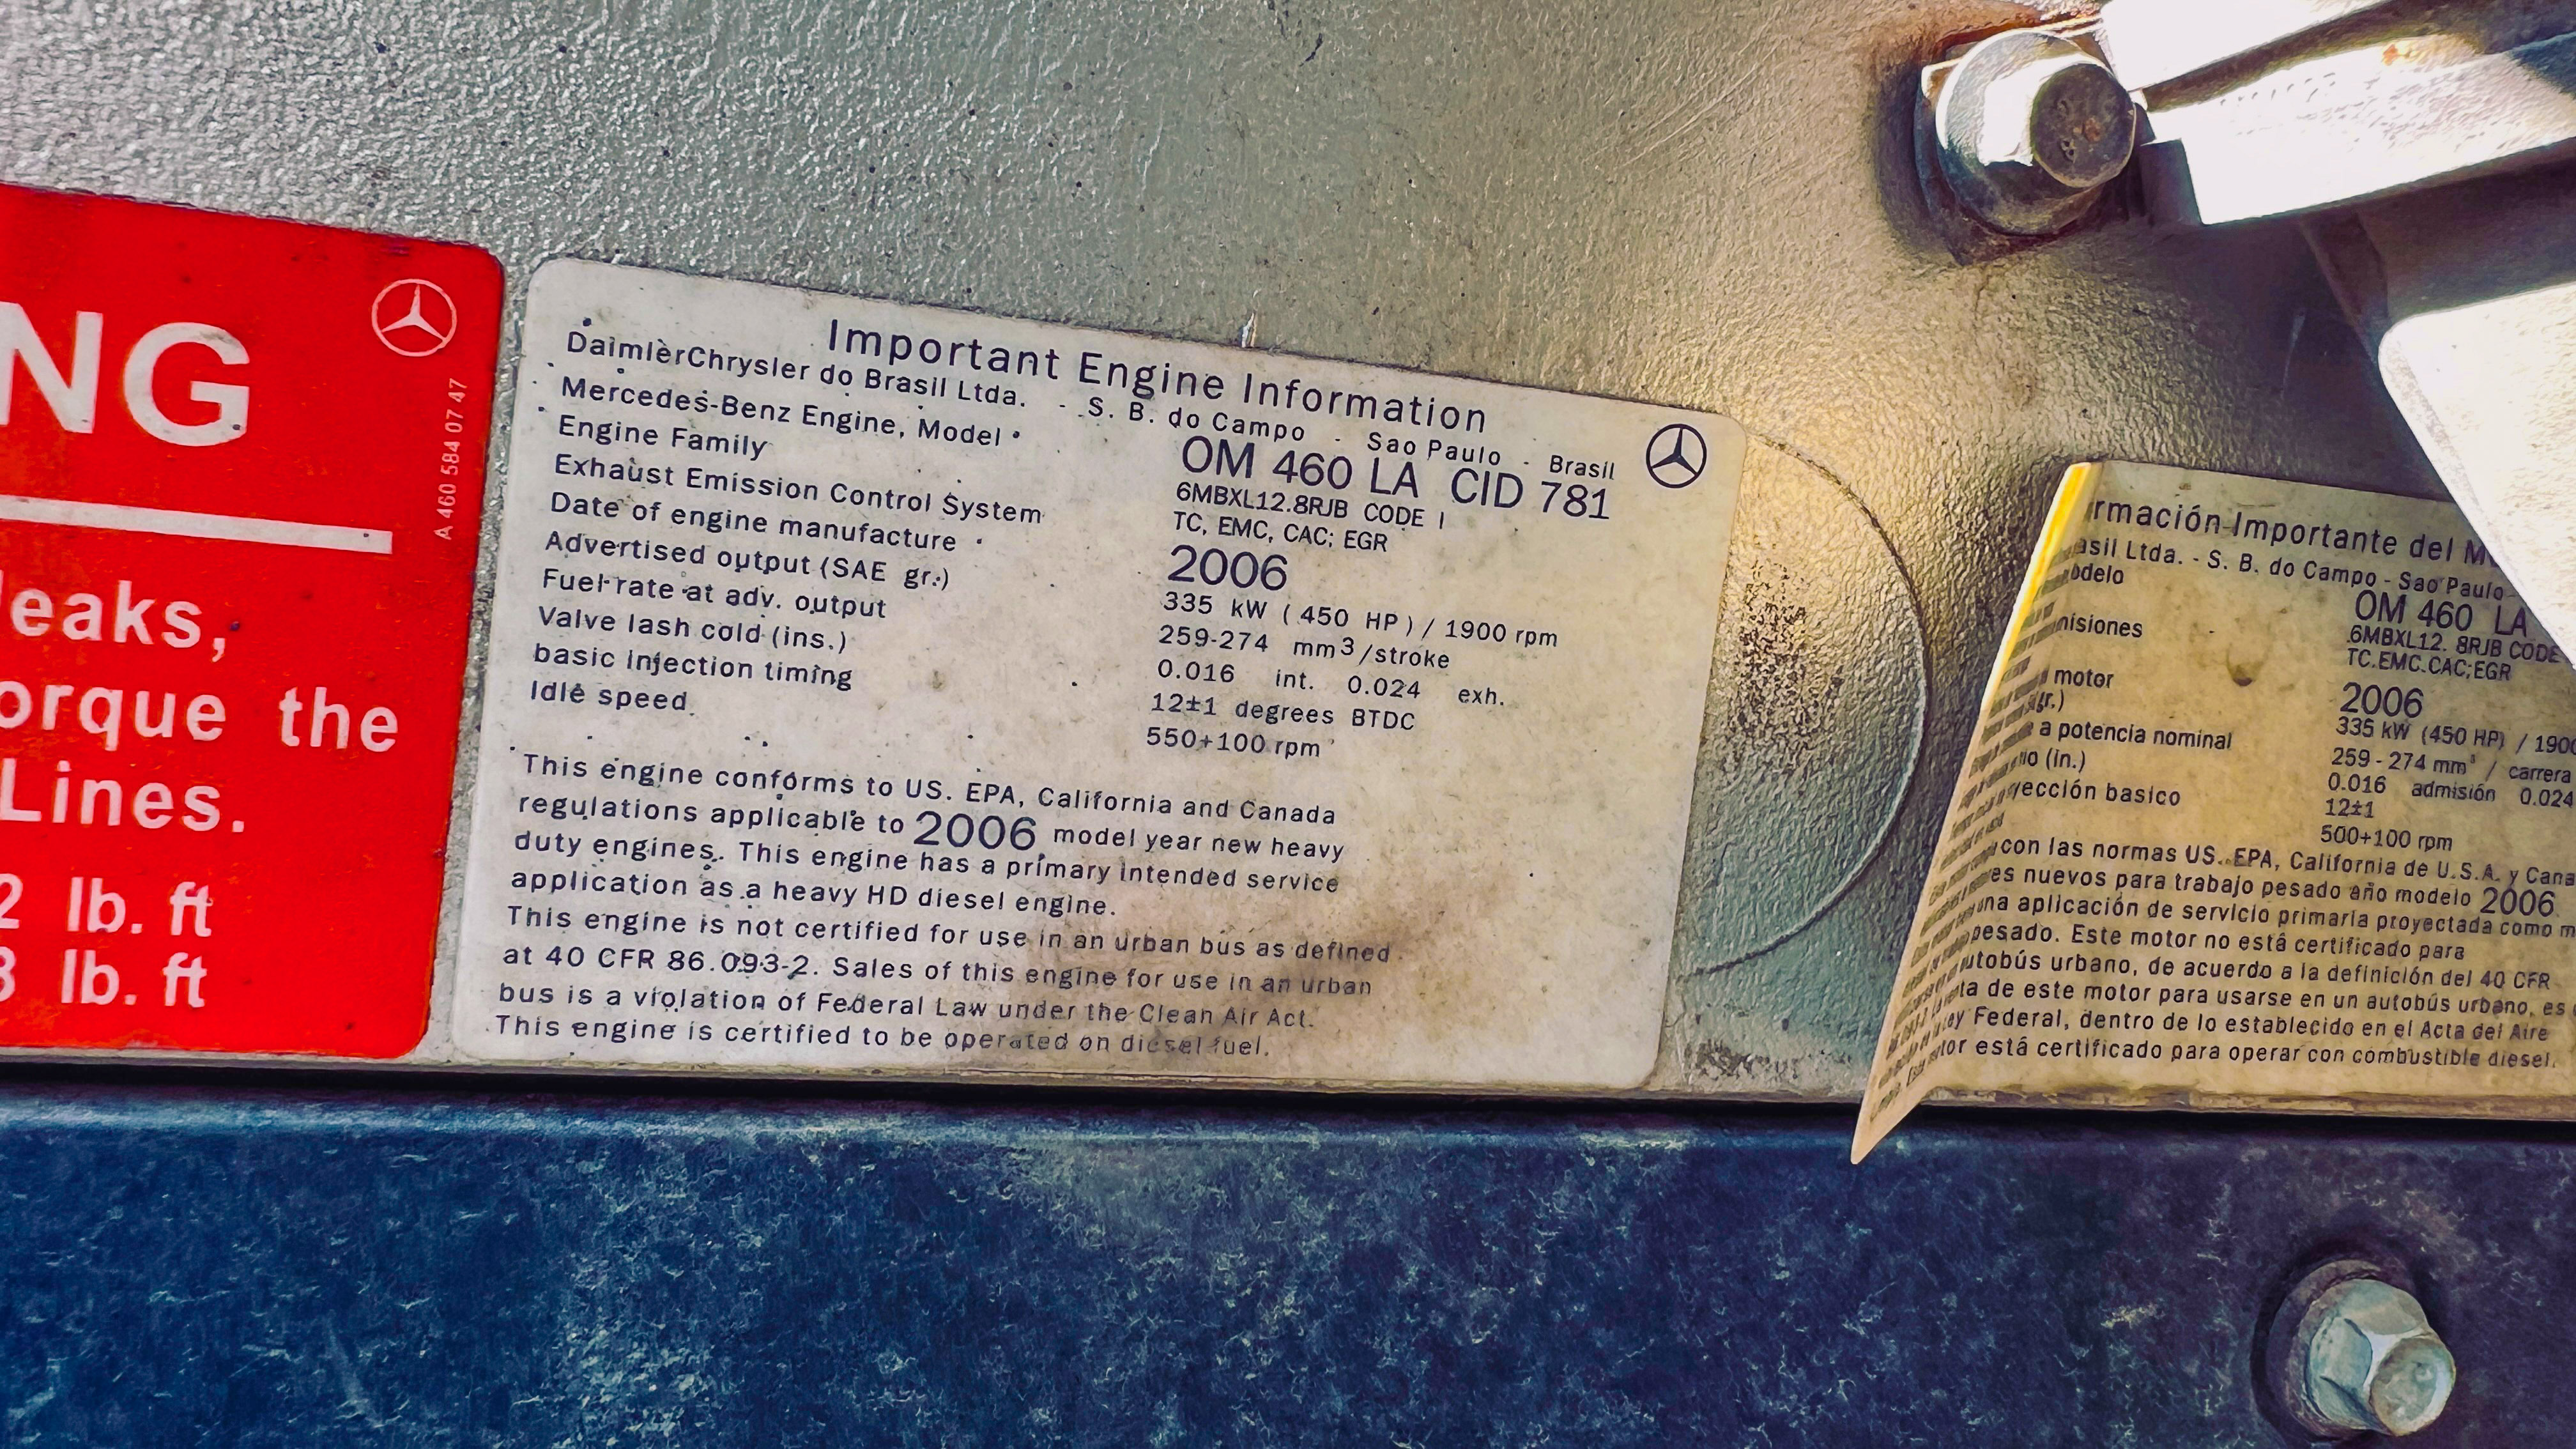 NG
A 460 584 07 47
leaks,
orque the
Lines.
2 lb. ft
lb. ft
Important Engine Information
DaimlerChrysler do Brasil Ltda. - S. B. do Campo - Sao Paulo - Brasil
Mercedes-Benz Engine, Model OM 460 LA CID 781
Engine Family 6MBXL12.8RJB CODE I
Exhaust Emission Control System TC, EMC, CAC; EGR
Date of engine manufacture 2006
Advertised output (SAE gr.) 335 kW ( 450 HP ) / 1900 rpm
Fuel rate at adv. output 259-274 mm3/stroke
Valve lash cold (ins.) 0.016 int. 0.024 exh.
basic injection timing 12±1 degrees BTDC
Idle speed 550+100 rpm
This engine conforms to US. EPA, California and Canada
regulations applicable to 2006 model year new heavy
duty engines. This engine has a primary intended service
application as a heavy HD diesel engine.
This engine is not certified for use in an urban bus as defined
at 40 CFR 86.093-2. Sales of this engine for use in an urban
bus is a violation of Federal Law under the Clean Air Act.
This engine is certified to be operated on diesel fuel.
rmación Importante del M
asil Ltda. - S. B. do Campo - Sao Paulo -
odelo OM 460 LA
6MBXL12. 8RJB CODE
misiones TC.EMC.CAC;EGR
motor 2006
gr.) 335 kW (450 HP) / 1900
a potencia nominal 259 - 274 mm³ / carrera
io (in.) 0.016 admisión 0.024
yección basico 12±1
500+100 rpm
con las normas US. EPA, California de U.S.A. y Cana
es nuevos para trabajo pesado año modelo 2006
una aplicación de servicio primaria proyectada como m
pesado. Este motor no está certificado para
utobús urbano, de acuerdo a la definición del 40 CFR
ta de este motor para usarse en un autobús urbano, es
ey Federal, dentro de lo establecido en el Acta del Aire
tor está certificado para operar con combustible diesel.